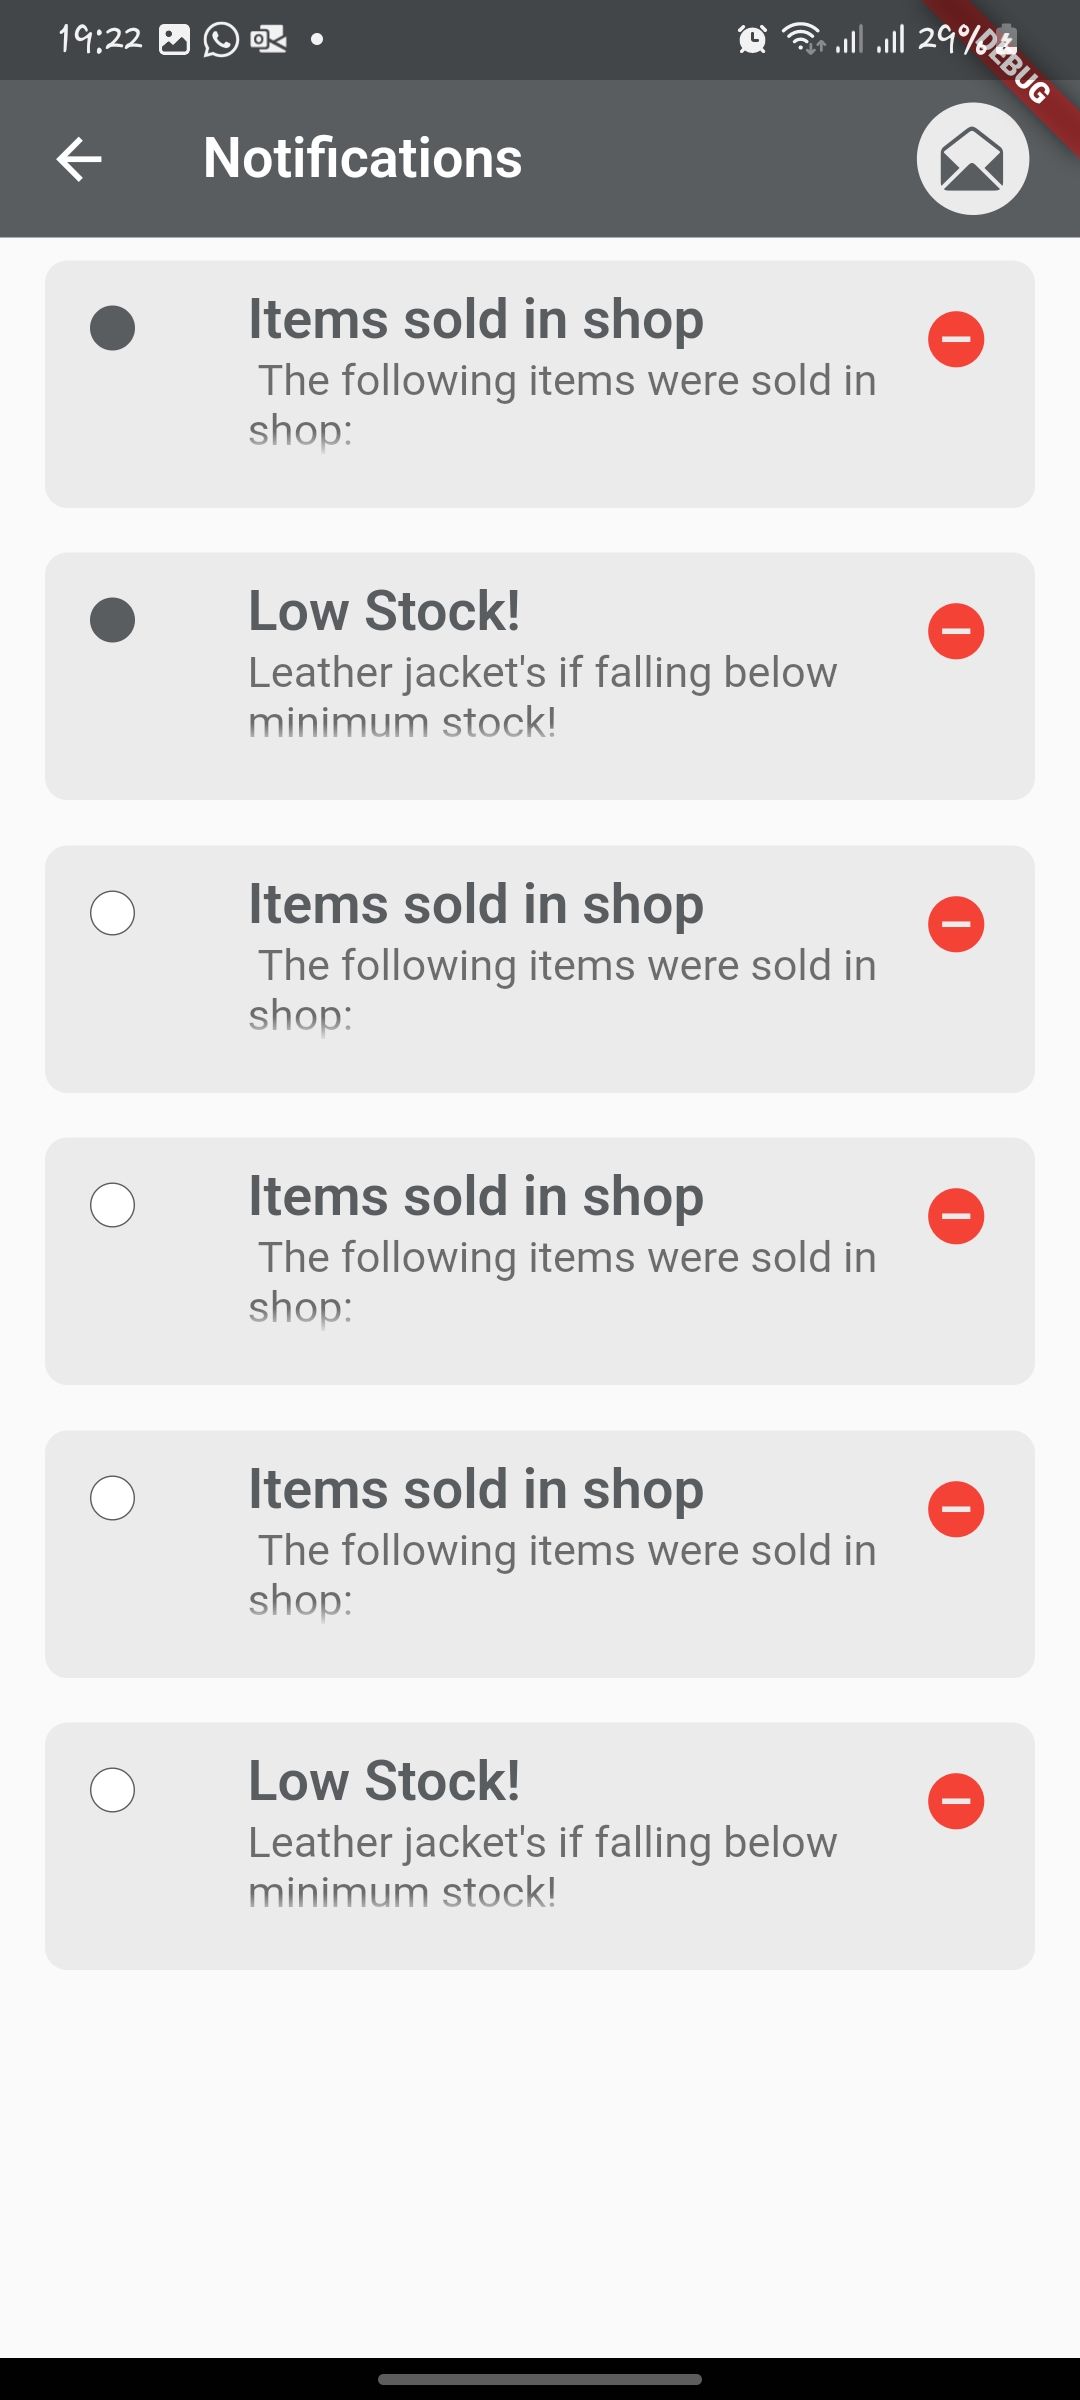 19:22
29%
DEBUG
Notifications
Items sold in shop
The following items were sold in
shop:
Low Stock!
Leather jacket's if falling below
minimum stock!
Items sold in shop
The following items were sold in
shop:
Items sold in shop
The following items were sold in
shop:
Items sold in shop
The following items were sold in
shop:
Low Stock!
Leather jacket's if falling below
minimum stock!